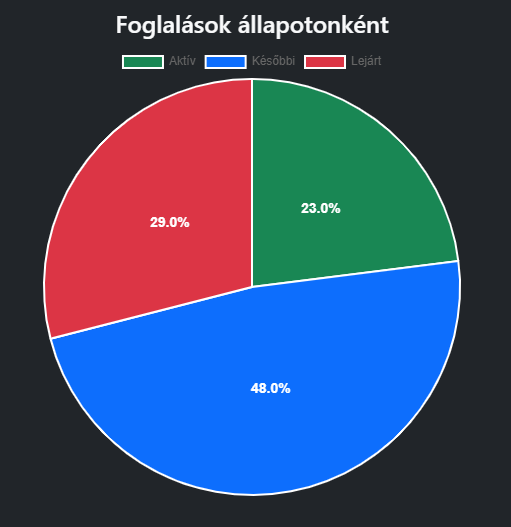 Foglalások állapotonként
Aktív Későbbi Lejárt
23.0%
29.0%
48.0%